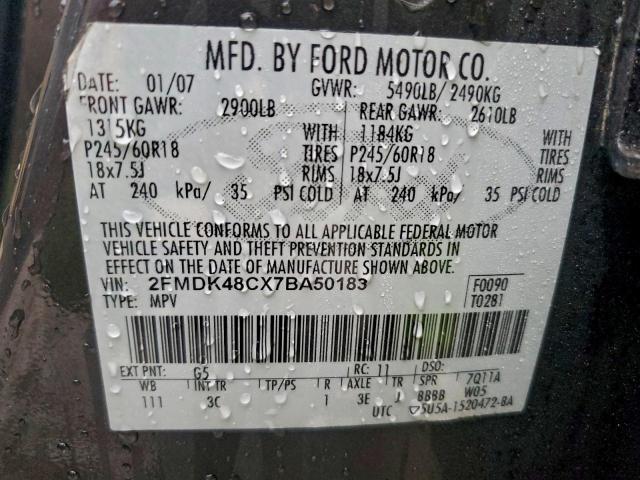 MFD. BY FORD MOTOR CO.
DATE: 01/07 GVWR: 5490LB/ 2490KG
FRONT GAWR: 2900LB REAR GAWR: 2610LB
1315KG WITH 1184KG WITH
P245/60R18 TIRES P245/60R18 TIRES
18x7.5J RIMS 18x7.5J RIMS
AT 240 kPa/ 35 PSI COLD AT 240 kPa/ 35 PSI COLD
THIS VEHICLE CONFORMS TO ALL APPLICABLE FEDERAL MOTOR
VEHICLE SAFETY AND THEFT PREVENTION STANDARDS IN
EFFECT ON THE DATE OF MANUFACTURE SHOWN ABOVE.
VIN: 2FMDK48CX7BA50183 F0090
TYPE: MPV T0281
EXT PNT: G5 RC: 11 DSO:
WB INT TR TP/PS R AXLE TR SPR 7Q11A
111 3C 1 3E J BBBB W05
UTC 5U5A-1520472-BA